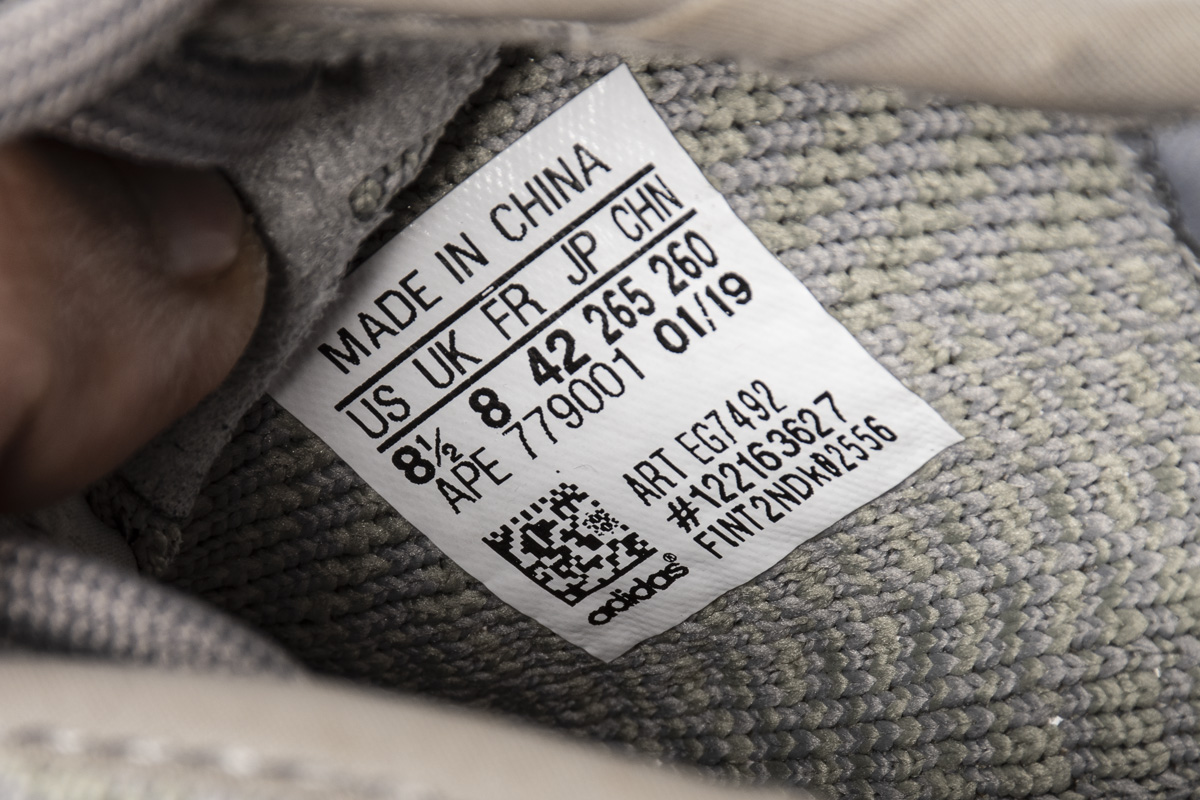 MADE IN CHINA
US UK FR JP CHN
8½ 8 42 265 260
APE 779001 01/19
ART EG7492
#122163627
FINT2NDK02556
adidas®